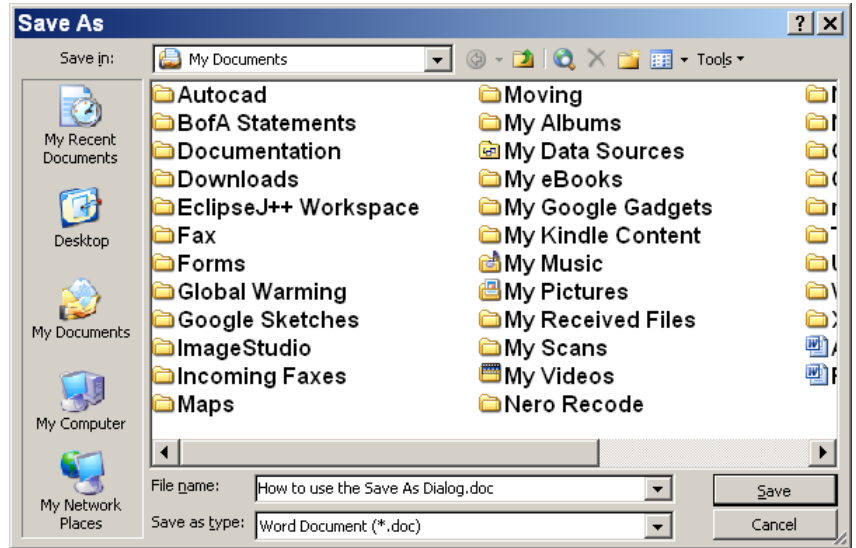 Save As
Save in: My Documents Tools
My Recent
Documents
Desktop
My Documents
My Computer
My Network
Places
Autocad
BofA Statements
Documentation
Downloads
EclipseJ++ Workspace
Fax
Forms
Global Warming
Google Sketches
ImageStudio
Incoming Faxes
Maps
Moving
My Albums
My Data Sources
My eBooks
My Google Gadgets
My Kindle Content
My Music
My Pictures
My Received Files
My Scans
My Videos
Nero Recode
File name: How to use the Save As Dialog.doc Save
Save as type: Word Document (*.doc) Cancel